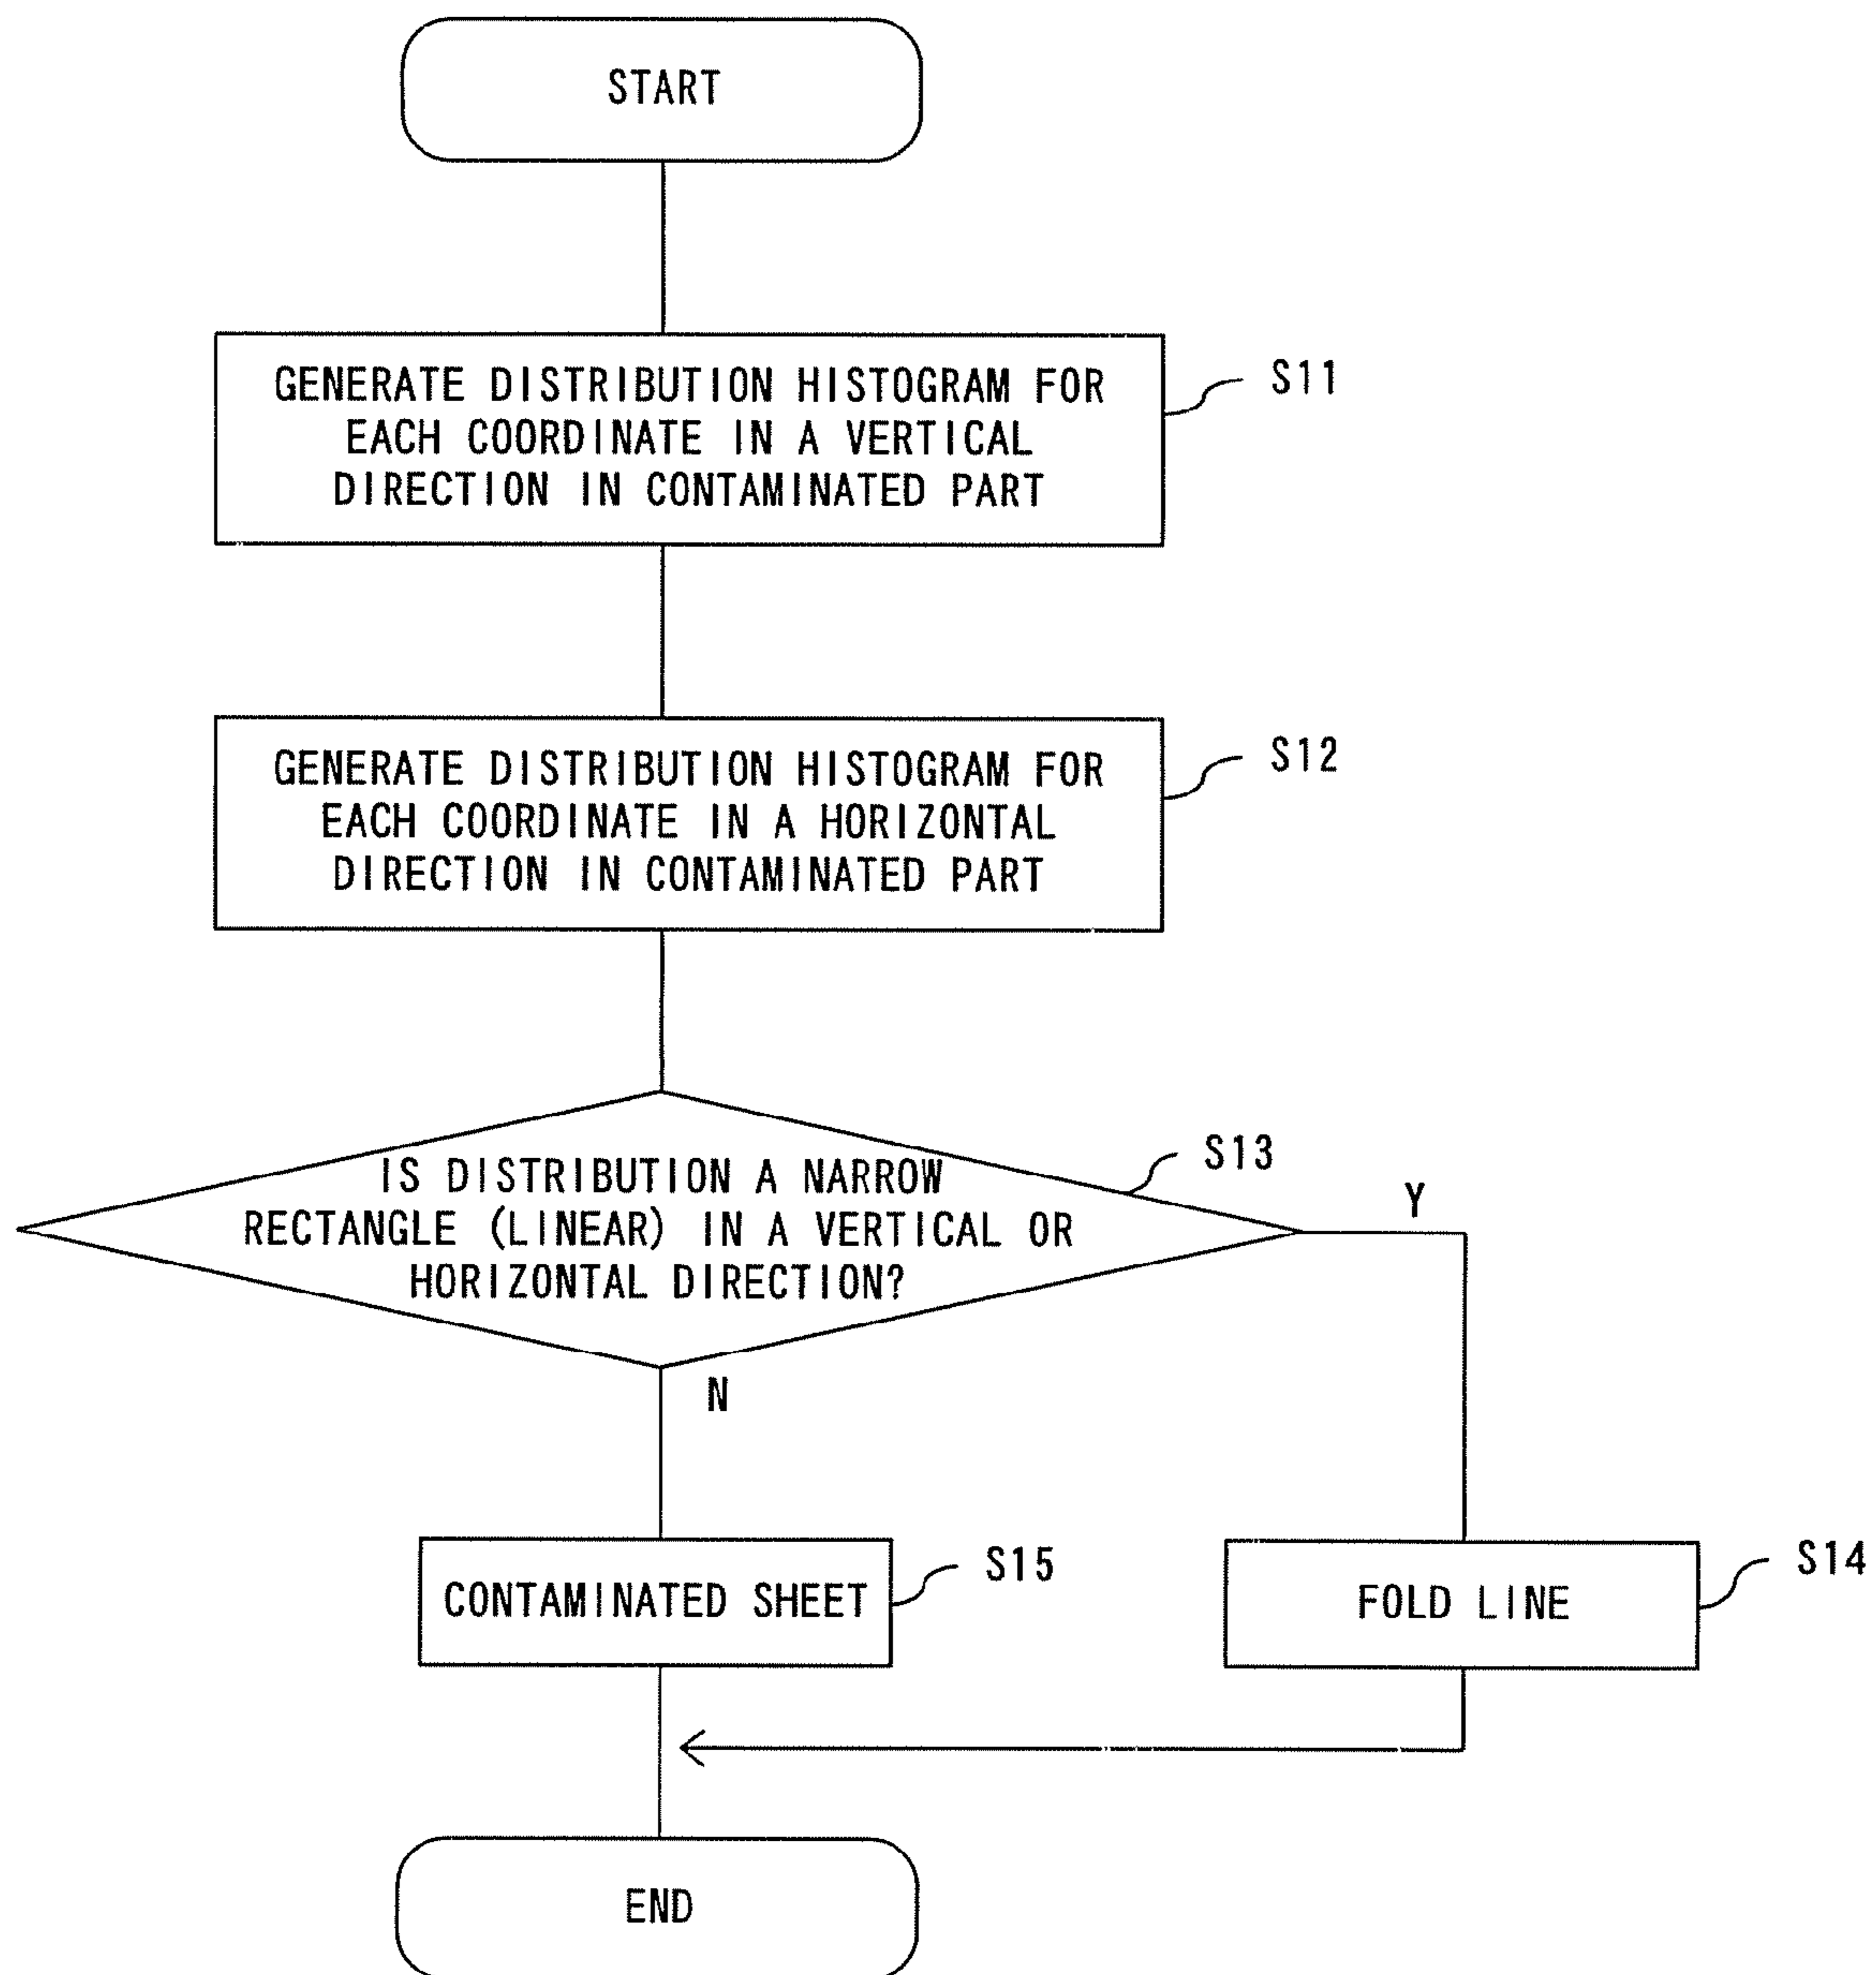 START
GENERATE DISTRIBUTION HISTOGRAM FOR
EACH COORDINATE IN A VERTICAL
DIRECTION IN CONTAMINATED PART
S11
GENERATE DISTRIBUTION HISTOGRAM FOR
EACH COORDINATE IN A HORIZONTAL
DIRECTION IN CONTAMINATED PART
S12
IS DISTRIBUTION A NARROW
RECTANGLE (LINEAR) IN A VERTICAL OR
HORIZONTAL DIRECTION?
S13
Y
N
CONTAMINATED SHEET
S15
FOLD LINE
S14
END